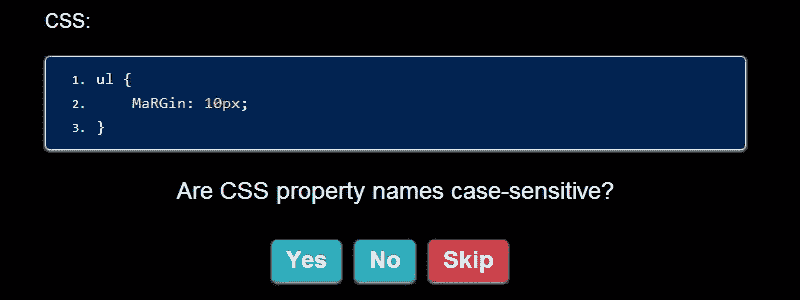 CSS:
1. ul {
2. MaRGin: 10px;
3. }
Are CSS property names case-sensitive?
Yes No Skip